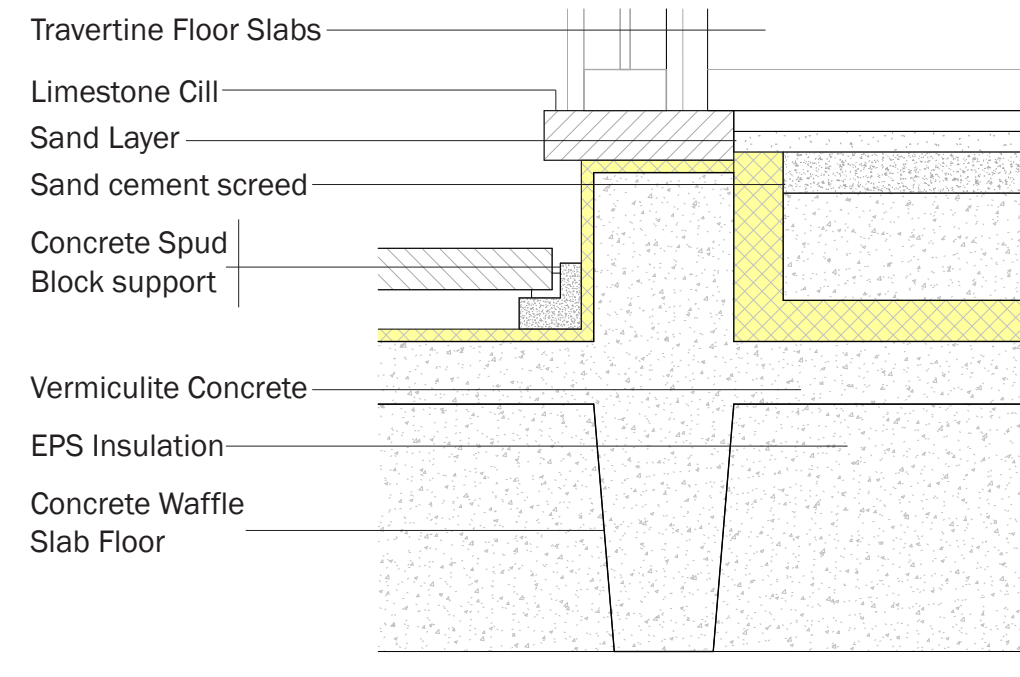 Travertine Floor Slabs
Limestone Cill
Sand Layer
Sand cement screed
Concrete Spud
Block support
Vermiculite Concrete
EPS Insulation
Concrete Waffle
Slab Floor